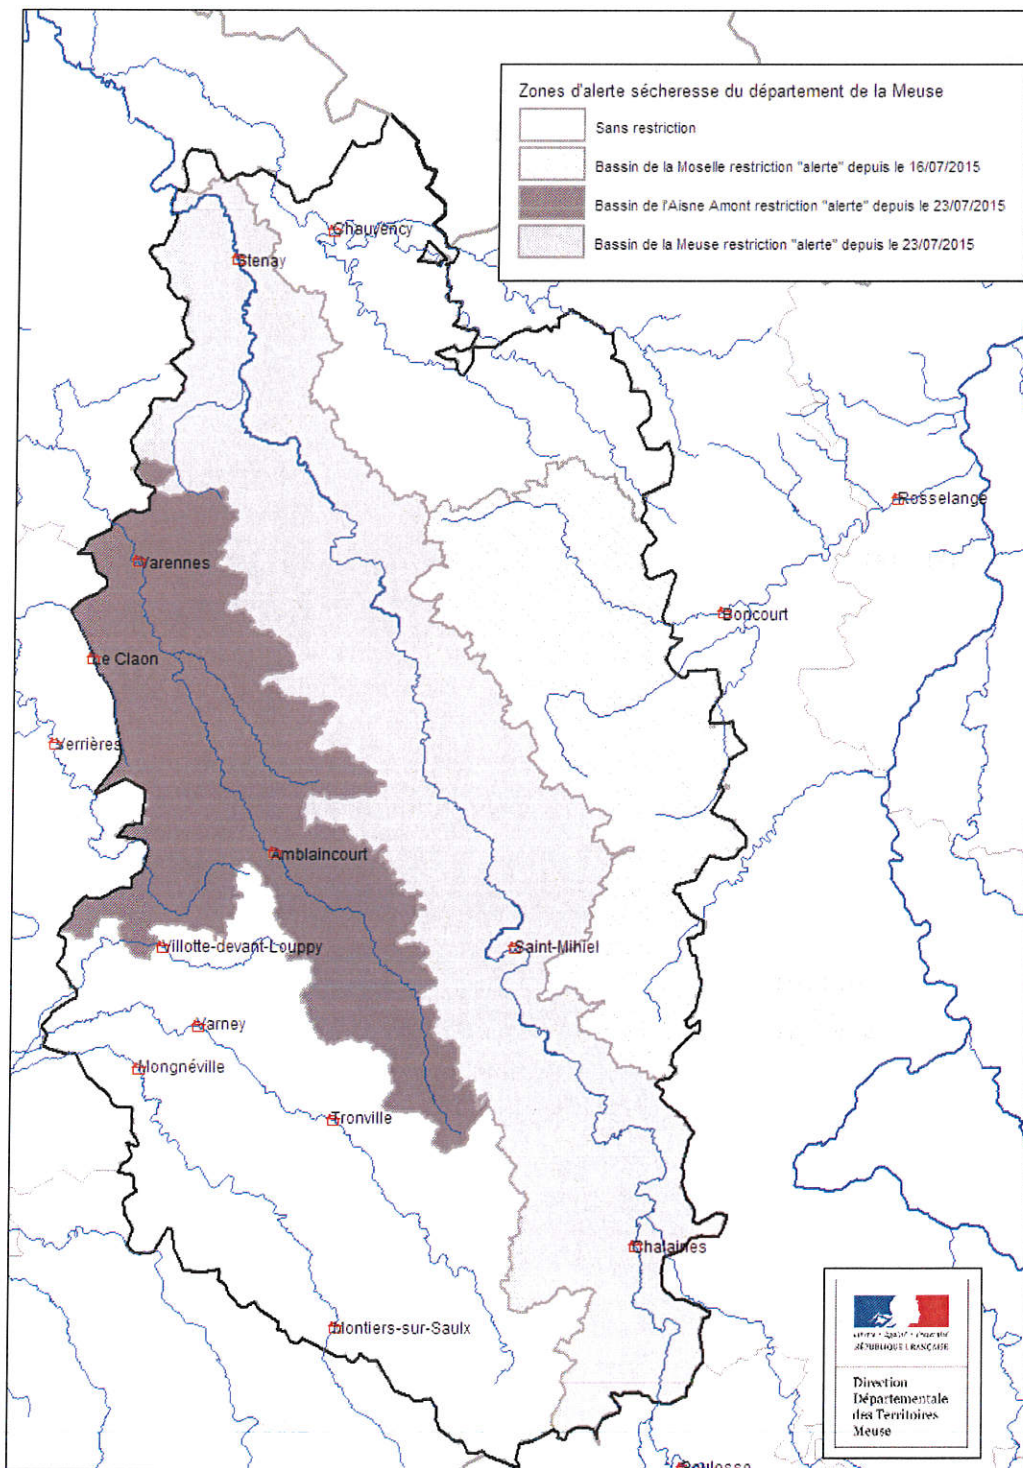 Zones d'alerte sécheresse du département de la Meuse
Sans restriction
Bassin de la Moselle restriction "alerte" depuis le 16/07/2015
Bassin de l'Aisne Amont restriction "alerte" depuis le 23/07/2015
Bassin de la Meuse restriction "alerte" depuis le 23/07/2015
Chauvency
Stenay
Rosselange
Varennes
Boncourt
Le Claon
Verrières
Amblaincourt
Villotte-devant-Louppy
Saint-Mihiel
Varney
Mongnéville
Tronville
Chalaines
Montiers-sur-Saulx
RÉPUBLIQUE FRANÇAISE
Direction
Départementale
des Territoires
Meuse